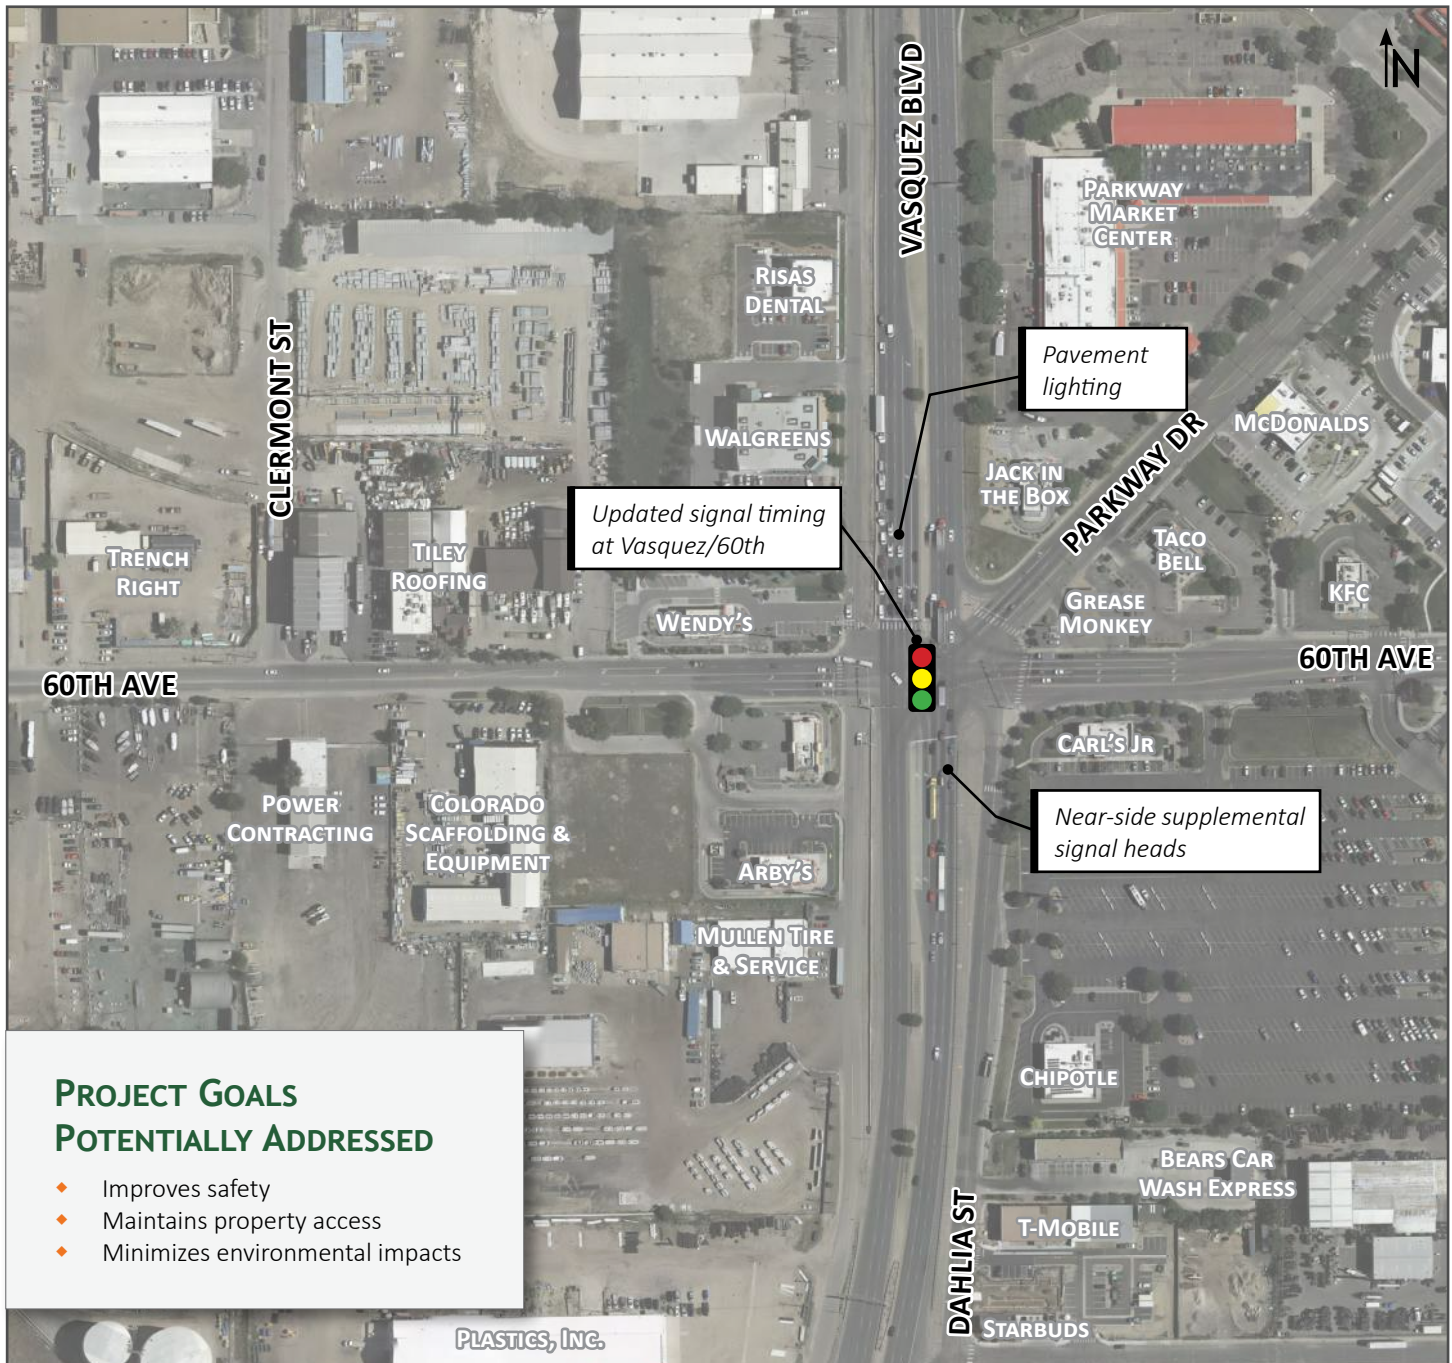 N
VASQUEZ BLVD
PARKWAY
MARKET
CENTER
RISAS
DENTAL
CLERMONT ST
Pavement
lighting
WALGREENS
MCDONALDS
PARKWAY DR
JACK IN
THE BOX
Updated signal timing
at Vasquez/60th
TRENCH
RIGHT
TILEY
ROOFING
TACO
BELL
KFC
GREASE
MONKEY
WENDY'S
60TH AVE
60TH AVE
CARL'S JR
POWER
CONTRACTING
COLORADO
SCAFFOLDING &
EQUIPMENT
Near-side supplemental
signal heads
ARBY'S
MULLEN TIRE
& SERVICE
CHIPOTLE
PROJECT GOALS
POTENTIALLY ADDRESSED
Improves safety
Maintains property access
Minimizes environmental impacts
BEARS CAR
WASH EXPRESS
DAHLIA ST
T-MOBILE
STARBUDS
PLASTICS, INC.